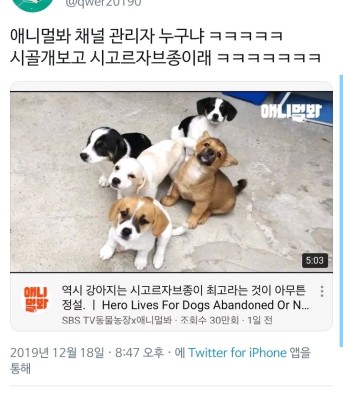 @qwer20190
애니멀봐 채널 관리자 누구냐 ㅋㅋㅋㅋㅋ
시골개보고 시고르자브종이래 ㅋㅋㅋㅋㅋㅋㅋ
애니멀봐
5:03
애니
멀봐
역시 강아지는 시고르자브종이 최고라는 것이 아무튼
정설. ㅣ Hero Lives For Dogs Abandoned Or N...
SBS TV동물농장x애니멀봐 · 조회수 30만회 · 1일 전
2019년 12월 18일 · 8:47 오후 · 에 Twitter for iPhone 앱을
통해